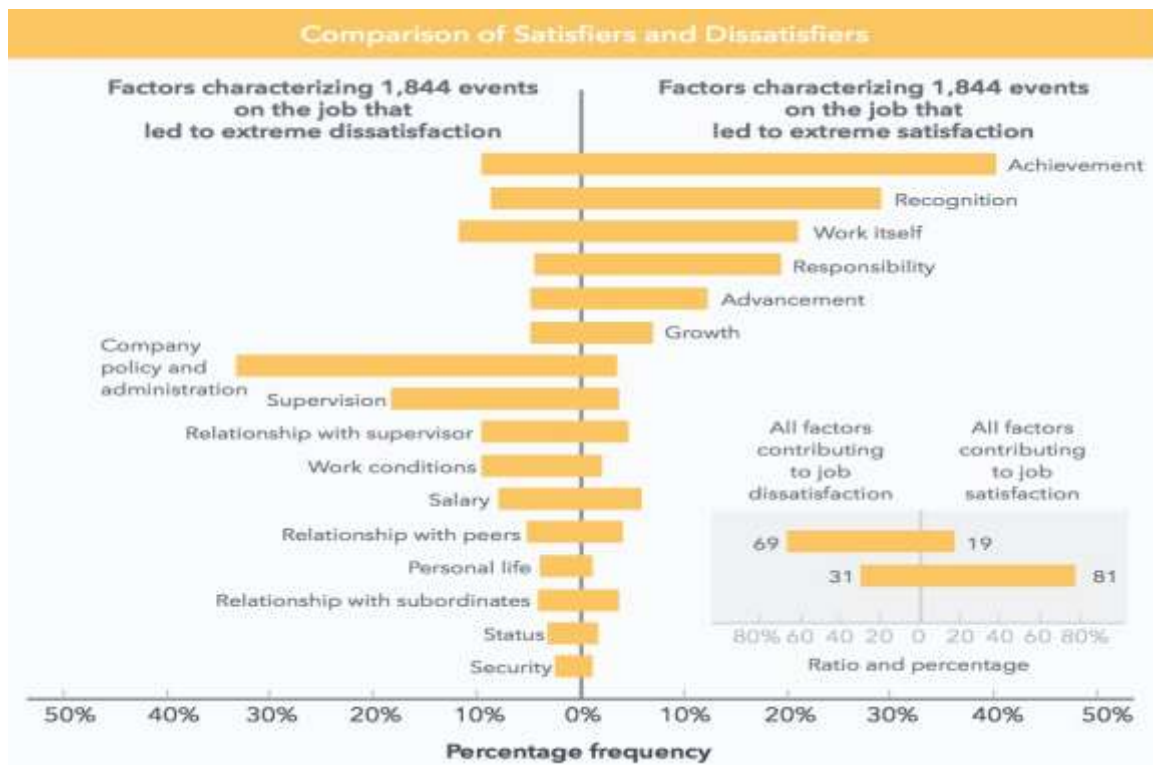 Comparison of Satisfiers and Dissatisfiers
Factors characterizing 1,844 events
on the job that
led to extreme dissatisfaction
Factors characterizing 1,844 events
on the job that
led to extreme satisfaction
Achievement
Recognition
Work itself
Responsibility
Advancement
Growth
Company
policy and
administration
Supervision
Relationship with supervisor
Work conditions
Salary
Relationship with peers
Personal life
Relationship with subordinates
Status
Security
All factors
contributing
to job
dissatisfaction
All factors
contributing
to job
satisfaction
69 19
31 81
80% 60 40 20 0 20 40 60 80%
Ratio and percentage
50% 40% 30% 20% 10% 0% 10% 20% 30% 40% 50%
Percentage frequency